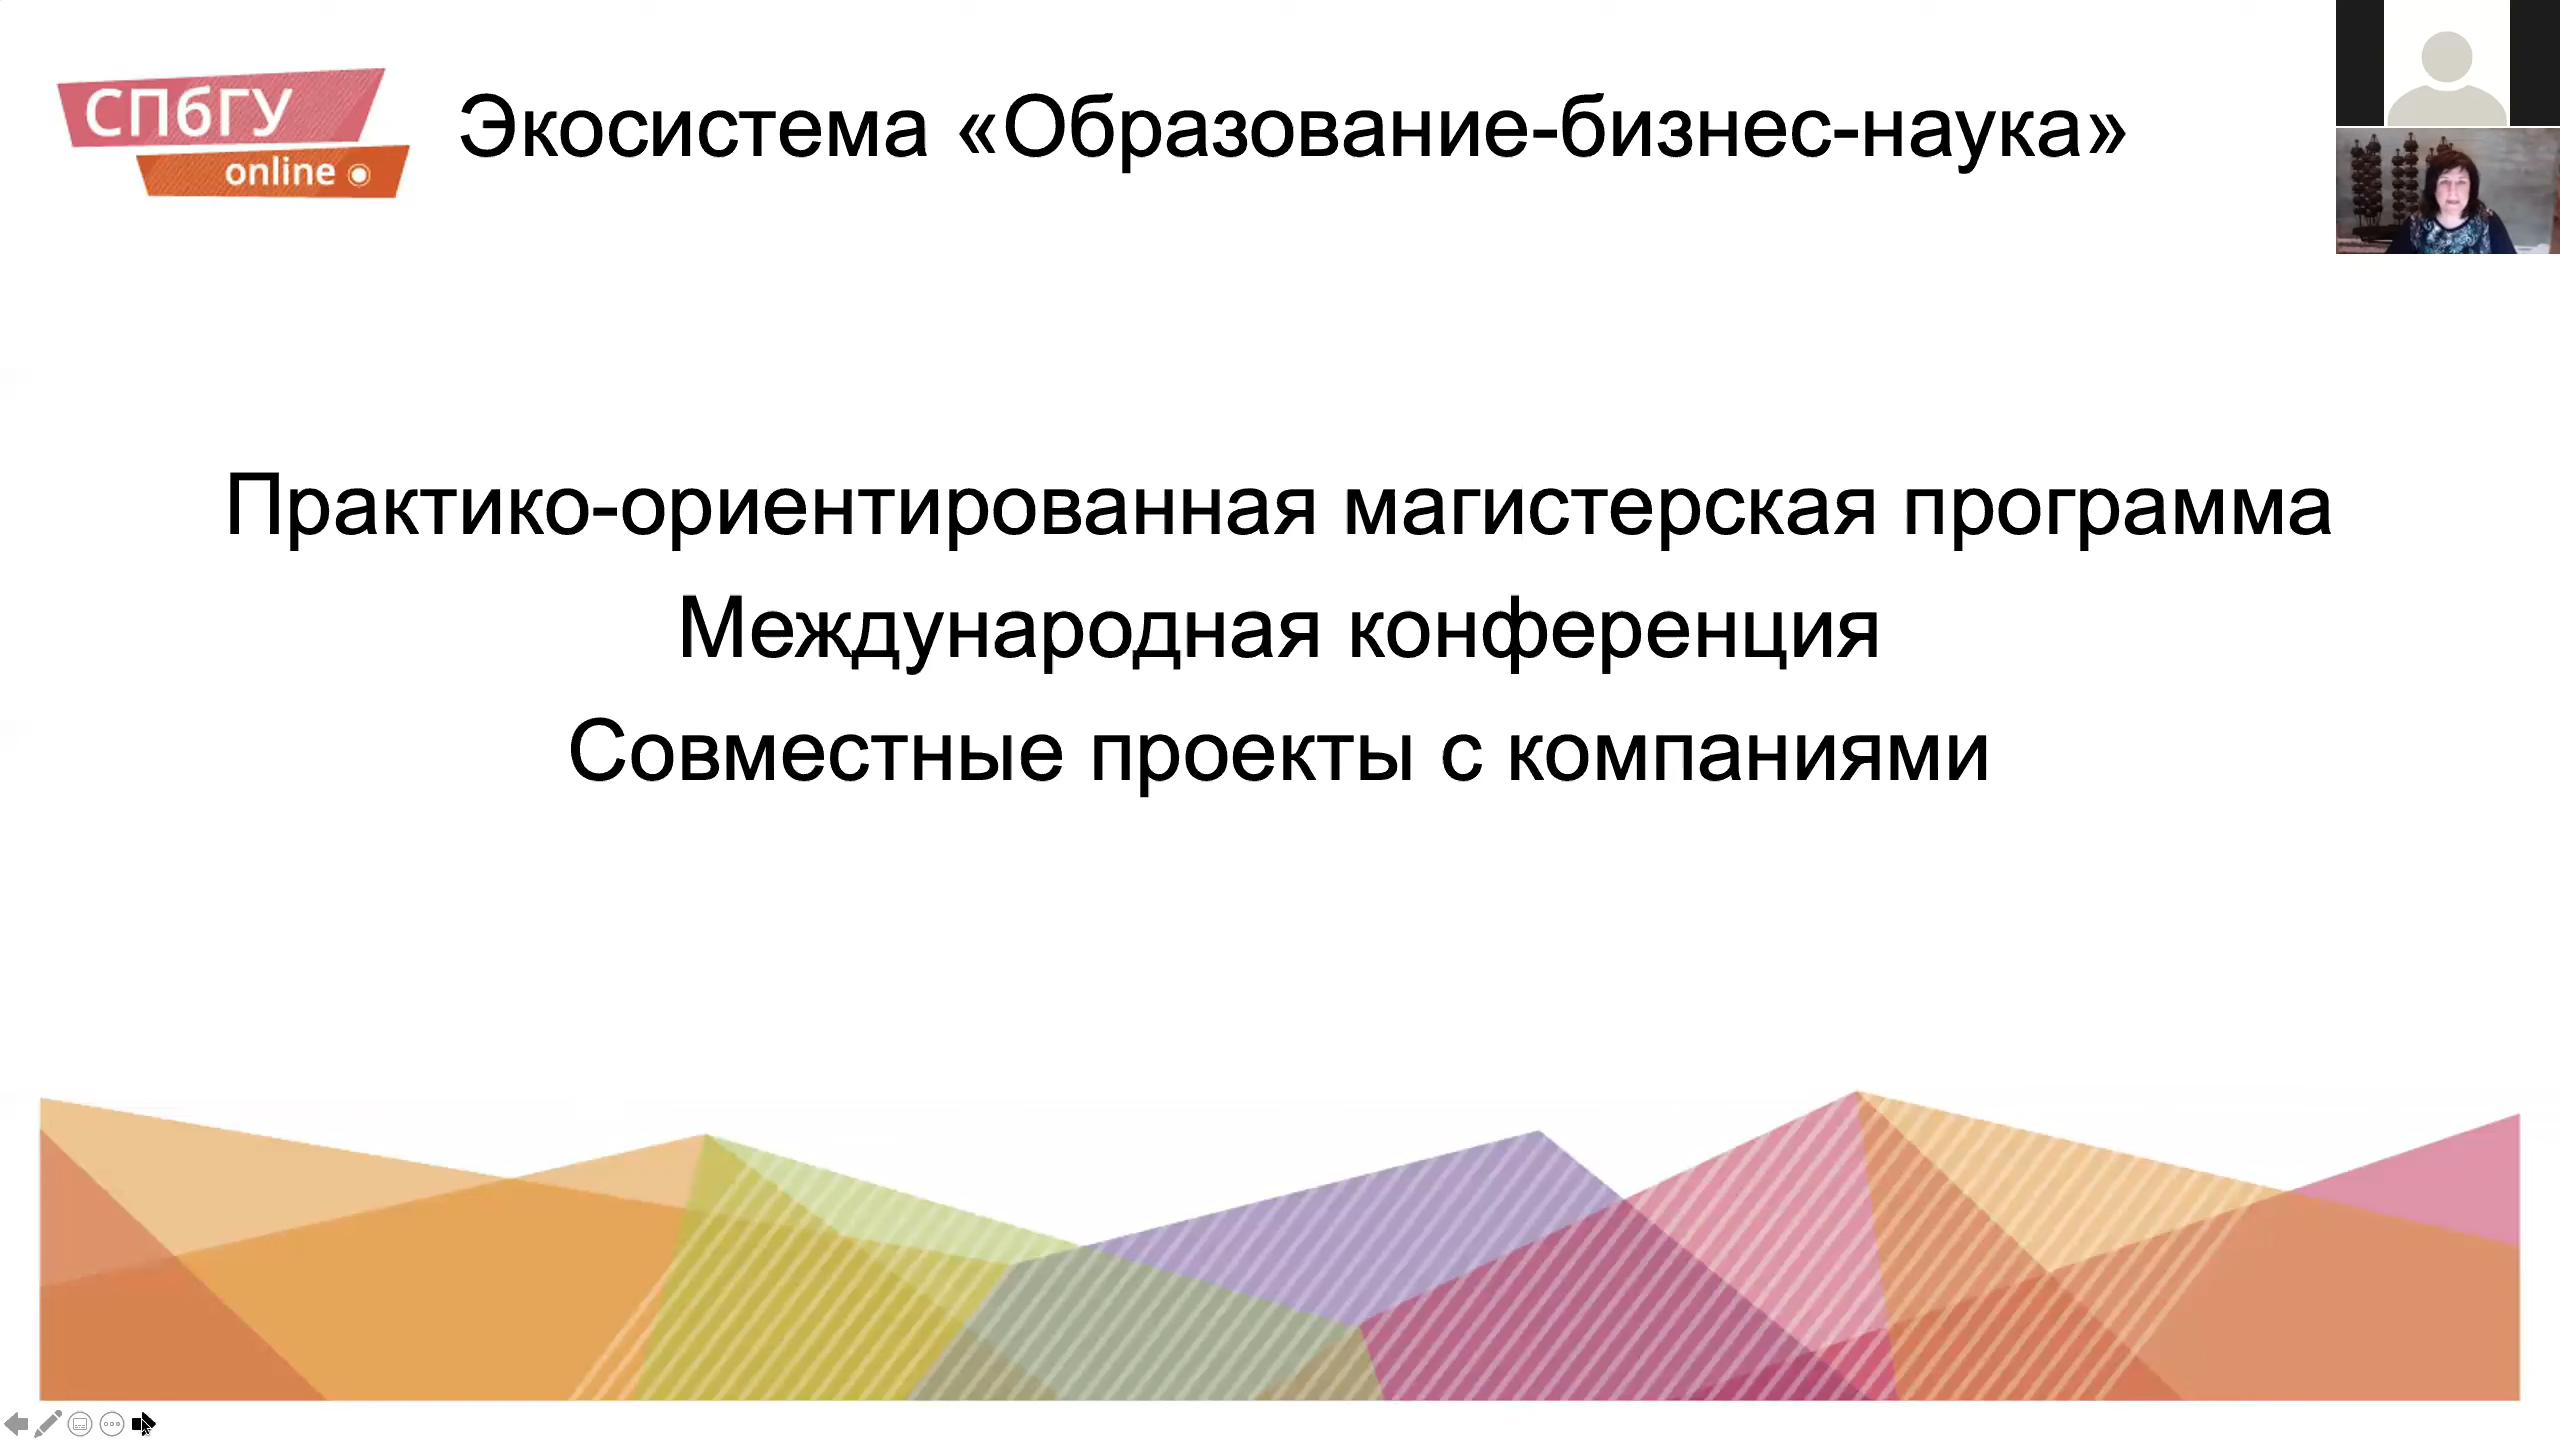 СПбГУ
online
Экосистема «Образование-бизнес-наука»
Практико-ориентированная магистерская программа
Международная конференция
Совместные проекты с компаниями